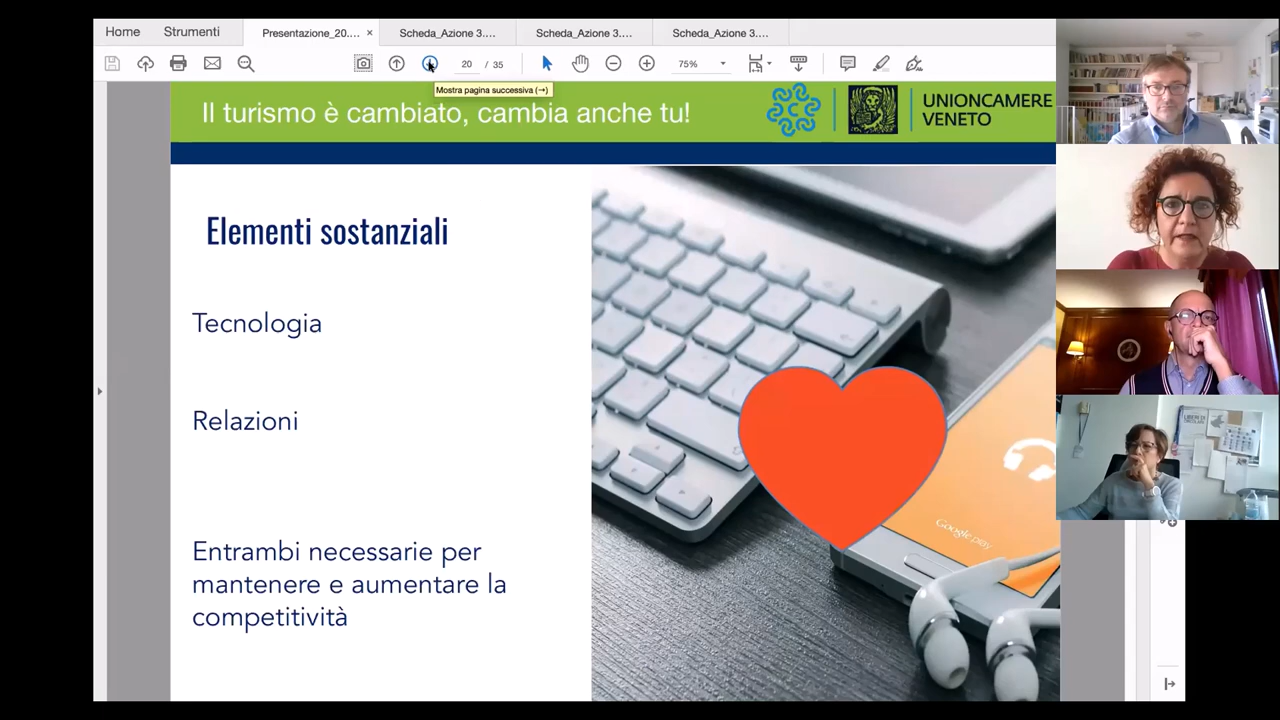 Home
Strumenti
Presentazione_20....
×
Scheda_Azione 3....
Scheda_Azione 3....
Scheda_Azione 3....
20 / 35
75%
Mostra pagina successiva (→)
Il turismo è cambiato, cambia anche tu!
UNIONCAMERE
VENETO
Elementi sostanziali
Tecnologia
Relazioni
Entrambi necessarie per
mantenere e aumentare la
competitività
Google play